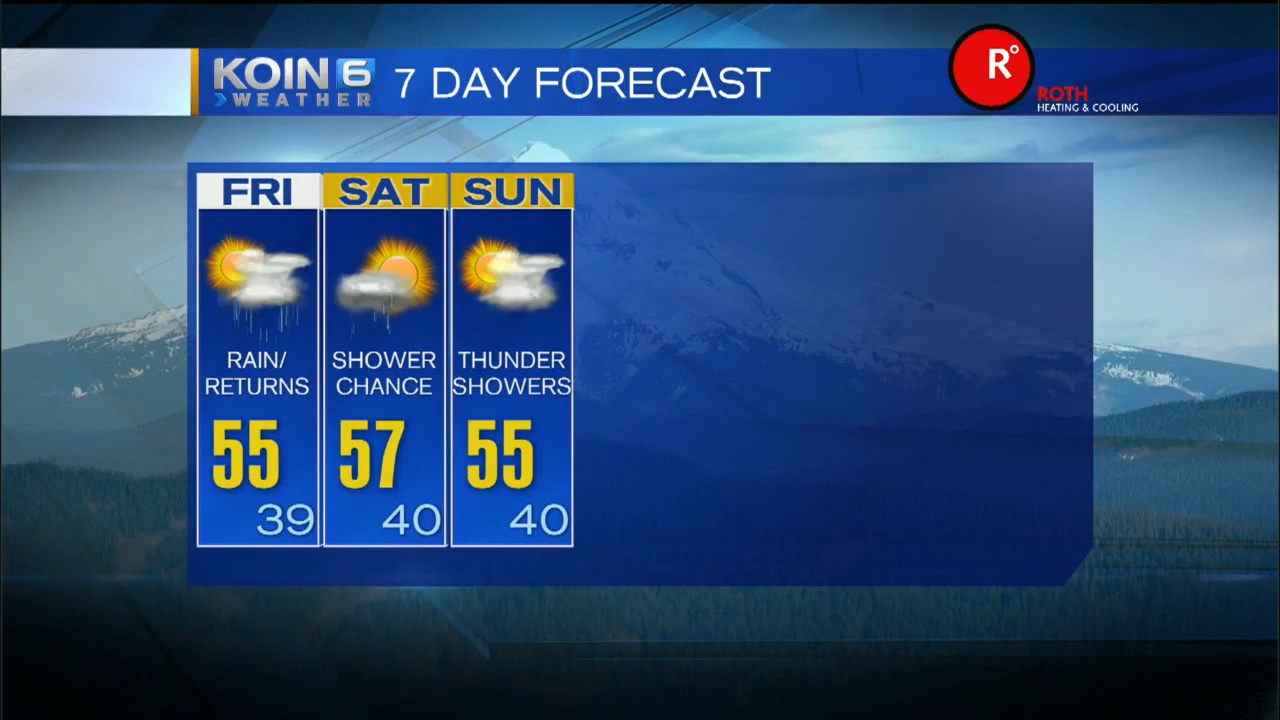 KOIN 6
WEATHER
7 DAY FORECAST
R°
ROTH
HEATING & COOLING
FRI
SAT
SUN
RAIN/
RETURNS
SHOWER
CHANCE
THUNDER
SHOWERS
55
57
55
39
40
40